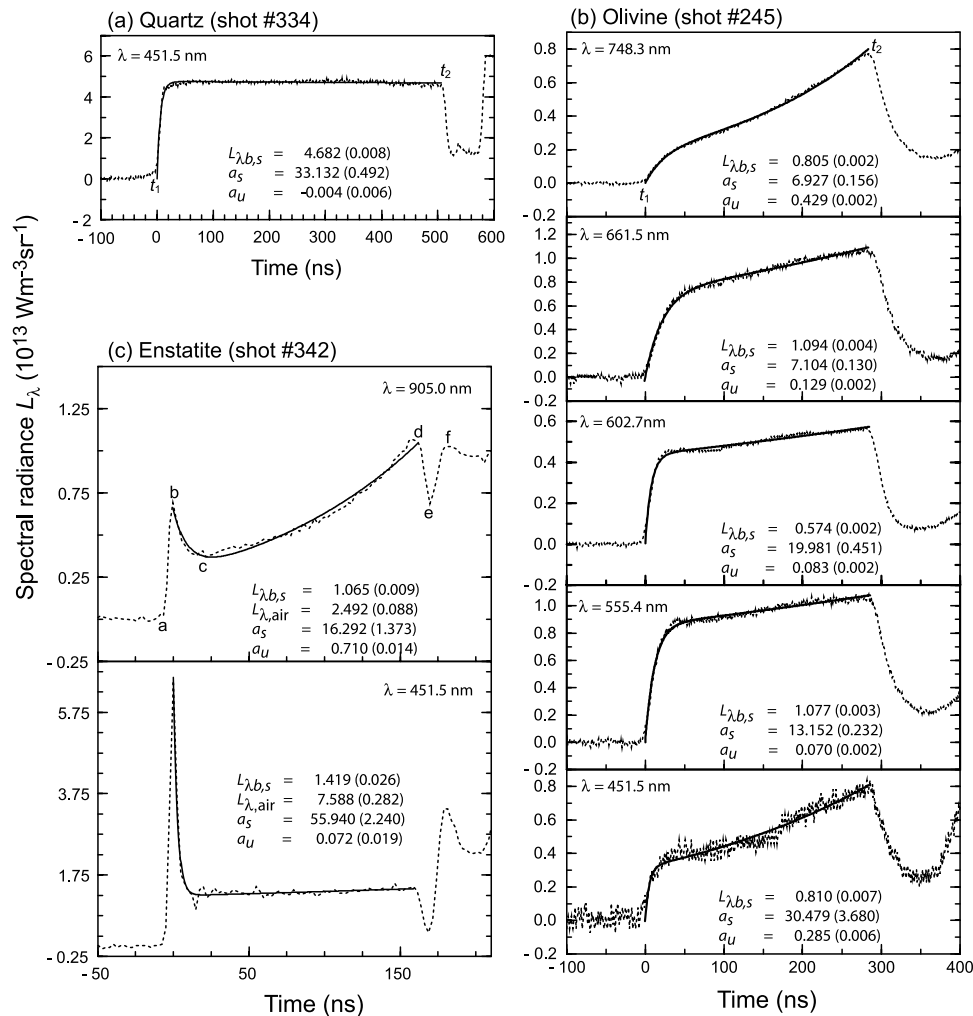 (a) Quartz (shot #334)
λ = 451.5 nm
6
4
2
0
- 2
t1
t2
Lλb,s = 4.682 (0.008)
as = 33.132 (0.492)
au = -0.004 (0.006)
- 100 0 100 200 300 400 500 600
Time (ns)
Spectral radiance Lλ (10^13 Wm-3sr-1)
(c) Enstatite (shot #342)
λ = 905.0 nm
1.25
0.75
0.25
- 0.25
a
b
c
d
e
f
Lλb,s = 1.065 (0.009)
Lλ,air = 2.492 (0.088)
as = 16.292 (1.373)
au = 0.710 (0.014)
λ = 451.5 nm
5.75
3.75
1.75
-0.25
Lλb,s = 1.419 (0.026)
Lλ,air = 7.588 (0.282)
as = 55.940 (2.240)
au = 0.072 (0.019)
-50 50 150
Time (ns)
(b) Olivine (shot #245)
λ = 748.3 nm
0.8
0.6
0.4
0.2
0.0
- 0.2
t1
t2
Lλb,s = 0.805 (0.002)
as = 6.927 (0.156)
au = 0.429 (0.002)
λ = 661.5 nm
1.2
1.0
0.8
0.6
0.4
0.2
0.0
- 0.2
Lλb,s = 1.094 (0.004)
as = 7.104 (0.130)
au = 0.129 (0.002)
λ = 602.7nm
0.6
0.4
0.2
0.0
- 0.2
Lλb,s = 0.574 (0.002)
as = 19.981 (0.451)
au = 0.083 (0.002)
λ = 555.4 nm
1.0
0.8
0.6
0.4
0.2
0.0
- 0.2
Lλb,s = 1.077 (0.003)
as = 13.152 (0.232)
au = 0.070 (0.002)
λ = 451.5 nm
0.8
0.6
0.4
0.2
0.0
- 0.2
Lλb,s = 0.810 (0.007)
as = 30.479 (3.680)
au = 0.285 (0.006)
-100 0 100 200 300 400
Time (ns)